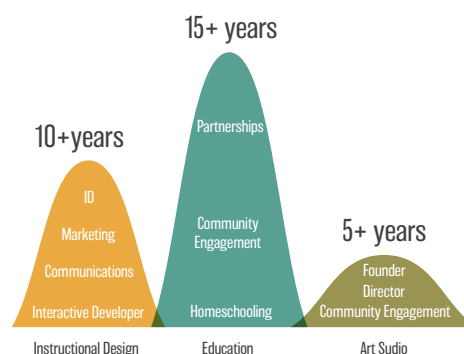 15+ years
10+years
5+ years
Partnerships
Community
Engagement
Homeschooling
ID
Marketing
Communications
Interactive Developer
Founder
Director
Community Engagement
Instructional Design
Education
Art Sudio